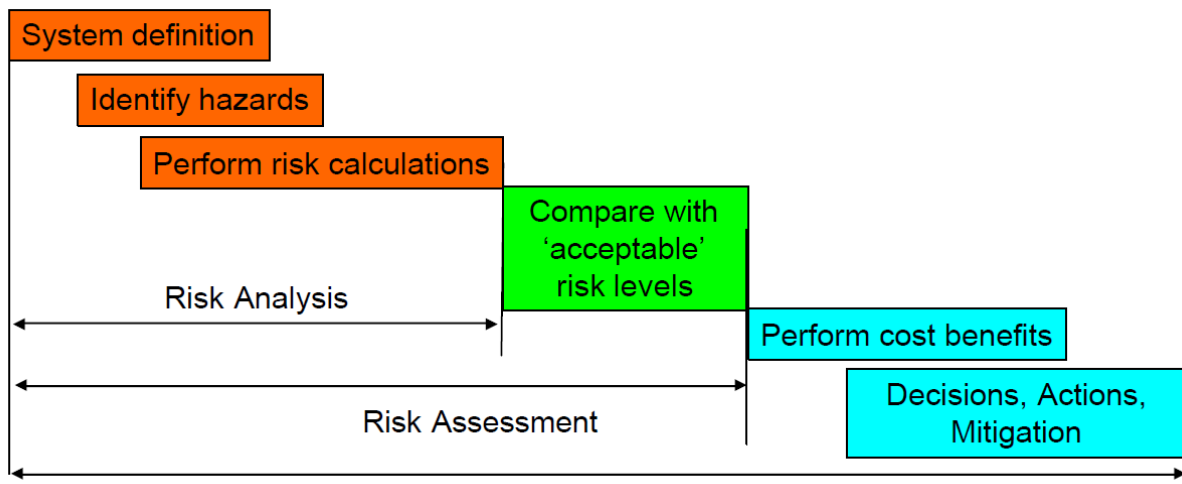 System definition
Identify hazards
Perform risk calculations
Compare with
‘acceptable’
risk levels
Risk Analysis
Perform cost benefits
Risk Assessment
Decisions, Actions,
Mitigation